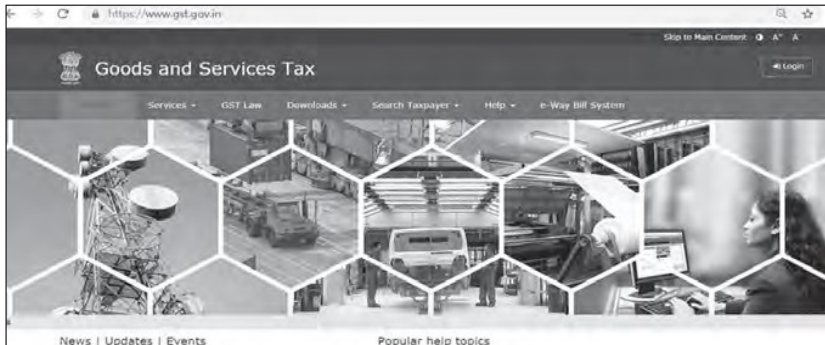 https://www.gst.gov.in
Skip to Main Content A+ A
Goods and Services Tax
Login
Services GST Law Downloads Search Taxpayer Help e-Way Bill System
News | Updates | Events Popular help topics